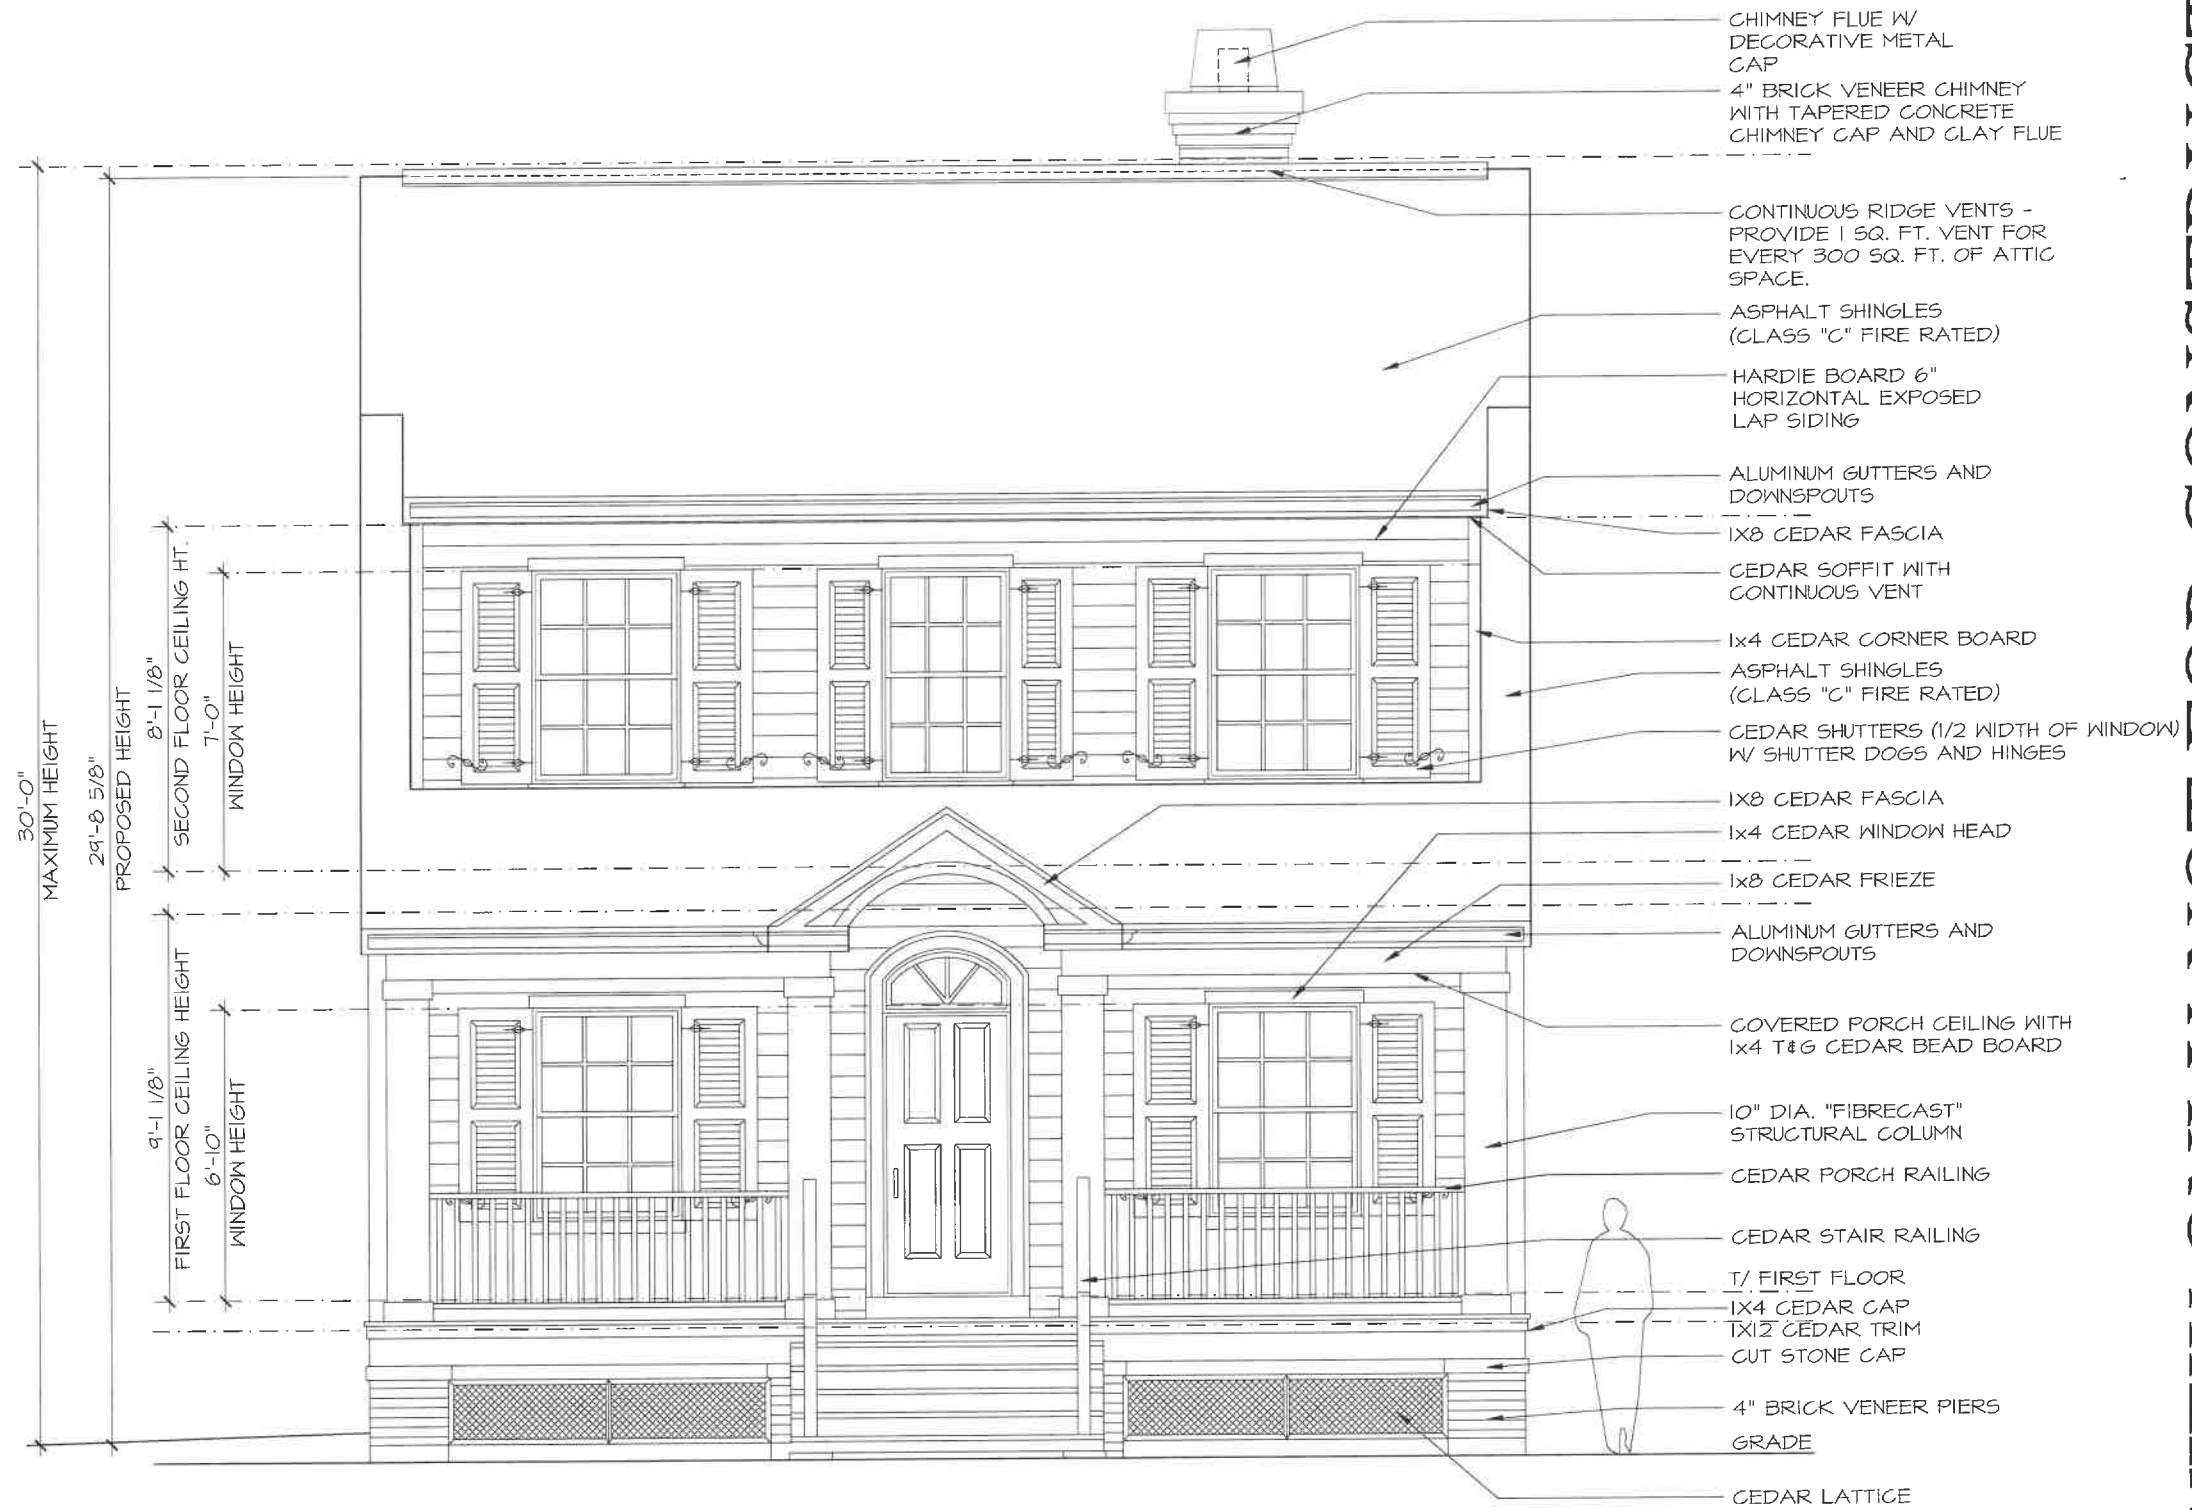 CHIMNEY FLUE W/
DECORATIVE METAL
CAP
4" BRICK VENEER CHIMNEY
WITH TAPERED CONCRETE
CHIMNEY CAP AND CLAY FLUE
CONTINUOUS RIDGE VENTS -
PROVIDE 1 SQ. FT. VENT FOR
EVERY 300 SQ. FT. OF ATTIC
SPACE.
ASPHALT SHINGLES
(CLASS "C" FIRE RATED)
HARDIE BOARD 6"
HORIZONTAL EXPOSED
LAP SIDING
ALUMINUM GUTTERS AND
DOWNSPOUTS
1X8 CEDAR FASCIA
CEDAR SOFFIT WITH
CONTINUOUS VENT
1x4 CEDAR CORNER BOARD
ASPHALT SHINGLES
(CLASS "C" FIRE RATED)
CEDAR SHUTTERS (1/2 WIDTH OF WINDOW)
W/ SHUTTER DOGS AND HINGES
1X8 CEDAR FASCIA
1x4 CEDAR WINDOW HEAD
1x8 CEDAR FRIEZE
ALUMINUM GUTTERS AND
DOWNSPOUTS
COVERED PORCH CEILING WITH
1x4 T&G CEDAR BEAD BOARD
10" DIA. "FIBRECAST"
STRUCTURAL COLUMN
CEDAR PORCH RAILING
CEDAR STAIR RAILING
T/ FIRST FLOOR
1X4 CEDAR CAP
1X12 CEDAR TRIM
CUT STONE CAP
4" BRICK VENEER PIERS
GRADE
CEDAR LATTICE
30'-0"
MAXIMUM HEIGHT
29'-8 5/8"
PROPOSED HEIGHT
8'-1 1/8"
SECOND FLOOR CEILING HT.
7'-0"
WINDOW HEIGHT
9'-1 1/8"
FIRST FLOOR CEILING HEIGHT
6'-10"
WINDOW HEIGHT